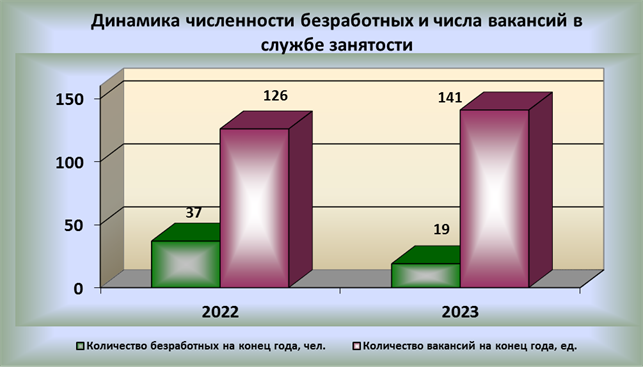 Динамика численности безработных и числа вакансий в
службе занятости
150
100
50
0
37
126
19
141
2022
2023
Количество безработных на конец года, чел.
Количество вакансий на конец года, ед.